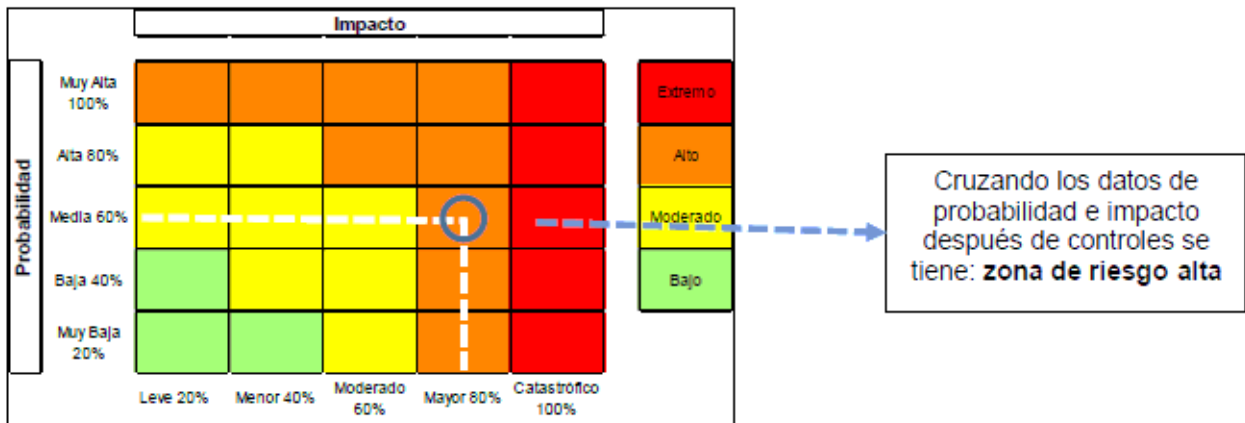 Impacto
Probabilidad
Muy Alta
100%
Alta 80%
Media 60%
Baja 40%
Muy Baja
20%
Leve 20%
Menor 40%
Moderado
60%
Mayor 80%
Catastrófico
100%
Extremo
Alto
Moderado
Bajo
Cruzando los datos de
probabilidad e impacto
después de controles se
tiene: zona de riesgo alta